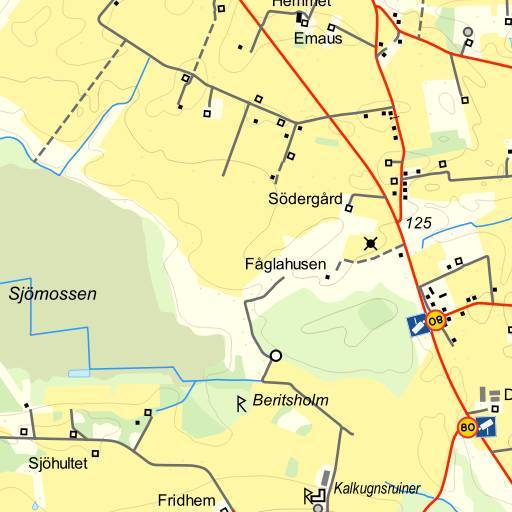 Hemmet
Emaus
Södergård
125
Fåglahusen
Sjömossen
80
Beritsholm
80
Sjöhultet
Kalkugnsruiner
Fridhem